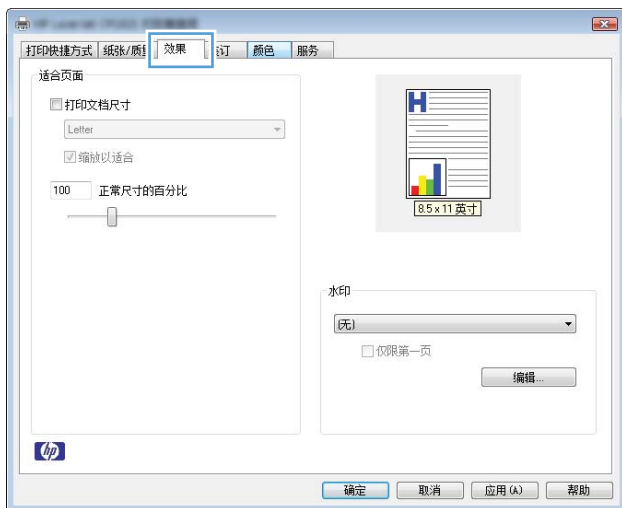 打印快捷方式 纸张/质 效果 订 颜色 服务
适合页面
打印文档尺寸
Letter
缩放以适合
100 正常尺寸的百分比
H
8.5 x 11 英寸
水印
(无)
仅限第一页
编辑...
hp
确定 取消 应用 (A) 帮助